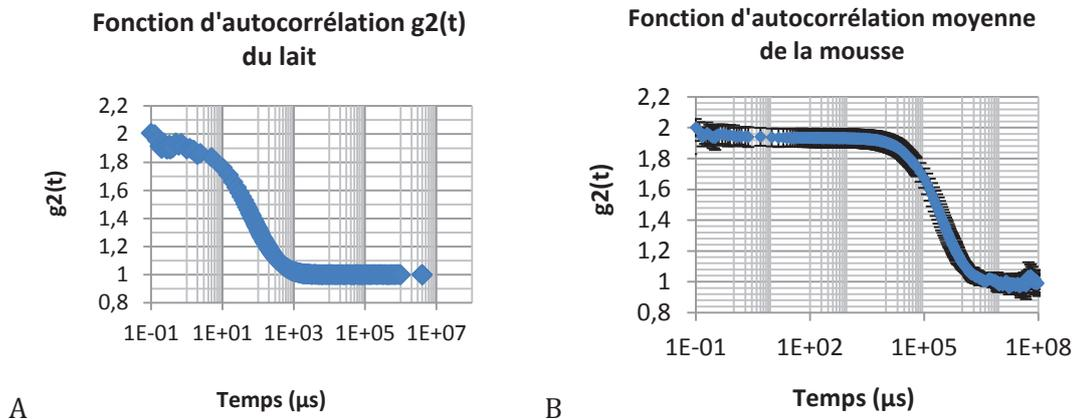 Fonction d'autocorrélation g2(t)
du lait
2,2
2
1,8
1,6
1,4
1,2
1
0,8
g2(t)
1E-01 1E+01 1E+03 1E+05 1E+07
Temps (µs)
A
Fonction d'autocorrélation moyenne
de la mousse
2,2
2
1,8
1,6
1,4
1,2
1
0,8
g2(t)
1E-01 1E+02 1E+05 1E+08
Temps (µs)
B